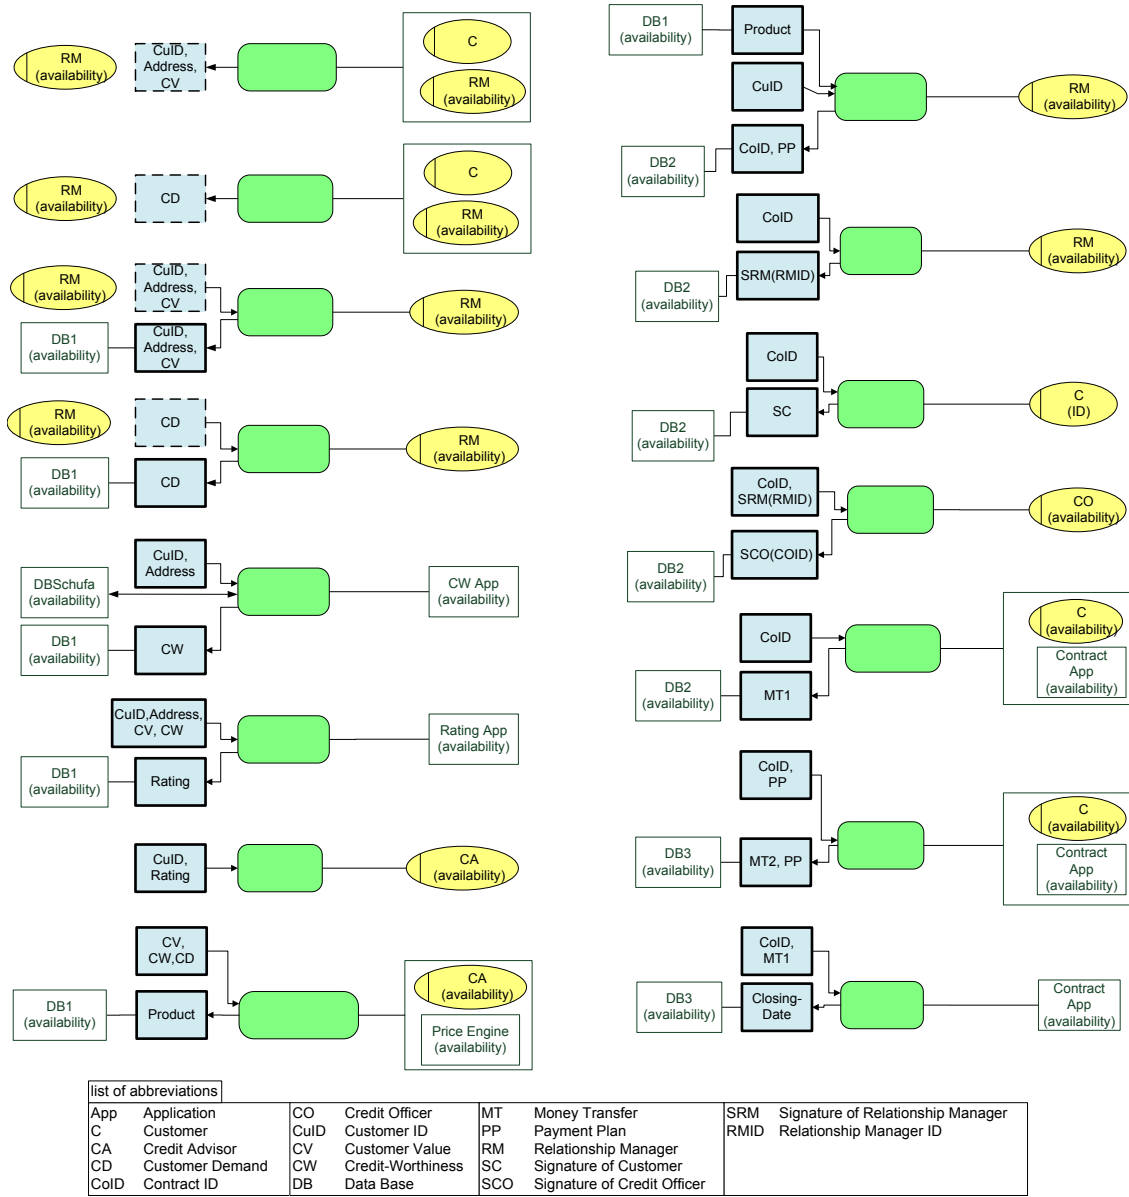 RM
(availability)
CuID,
Address,
CV
C
RM
(availability)
RM
(availability)
CD
C
RM
(availability)
RM
(availability)
CuID,
Address,
CV
DB1
(availability)
CuID,
Address,
CV
RM
(availability)
RM
(availability)
CD
DB1
(availability)
CD
RM
(availability)
CuID,
Address
DBSchufa
(availability)
DB1
(availability)
CW
CW App
(availability)
CuID,Address,
CV, CW
DB1
(availability)
Rating
Rating App
(availability)
CuID,
Rating
CA
(availability)
CV,
CW,CD
DB1
(availability)
Product
CA
(availability)
Price Engine
(availability)
DB1
(availability)
Product
CuID
DB2
(availability)
CoID, PP
RM
(availability)
CoID
DB2
(availability)
SRM(RMID)
RM
(availability)
CoID
DB2
(availability)
SC
C
(ID)
CoID,
SRM(RMID)
DB2
(availability)
SCO(COID)
CO
(availability)
CoID
DB2
(availability)
MT1
C
(availability)
Contract
App
(availability)
CoID,
PP
DB3
(availability)
MT2, PP
C
(availability)
Contract
App
(availability)
CoID,
MT1
DB3
(availability)
Closing-
Date
Contract
App
(availability)
list of abbreviations
App Application CO Credit Officer MT Money Transfer SRM Signature of Relationship Manager
C Customer CuID Customer ID PP Payment Plan RMID Relationship Manager ID
CA Credit Advisor CV Customer Value RM Relationship Manager
CD Customer Demand CW Credit-Worthiness SC Signature of Customer
CoID Contract ID DB Data Base SCO Signature of Credit Officer